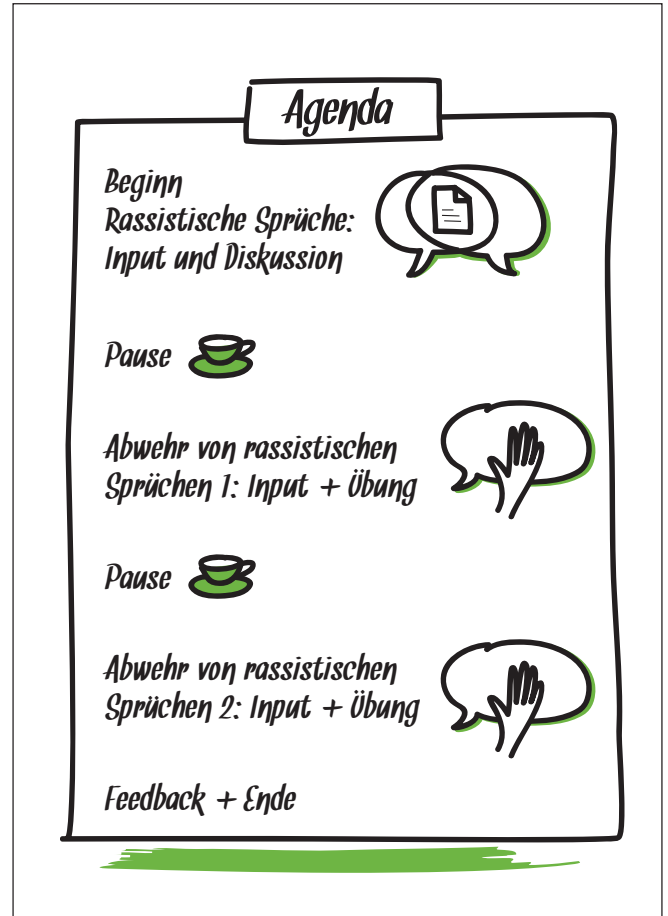 Agenda
Beginn
Rassistische Sprüche:
Input und Diskussion
Pause
Abwehr von rassistischen
Sprüchen 1: Input + Übung
Pause
Abwehr von rassistischen
Sprüchen 2: Input + Übung
Feedback + Ende